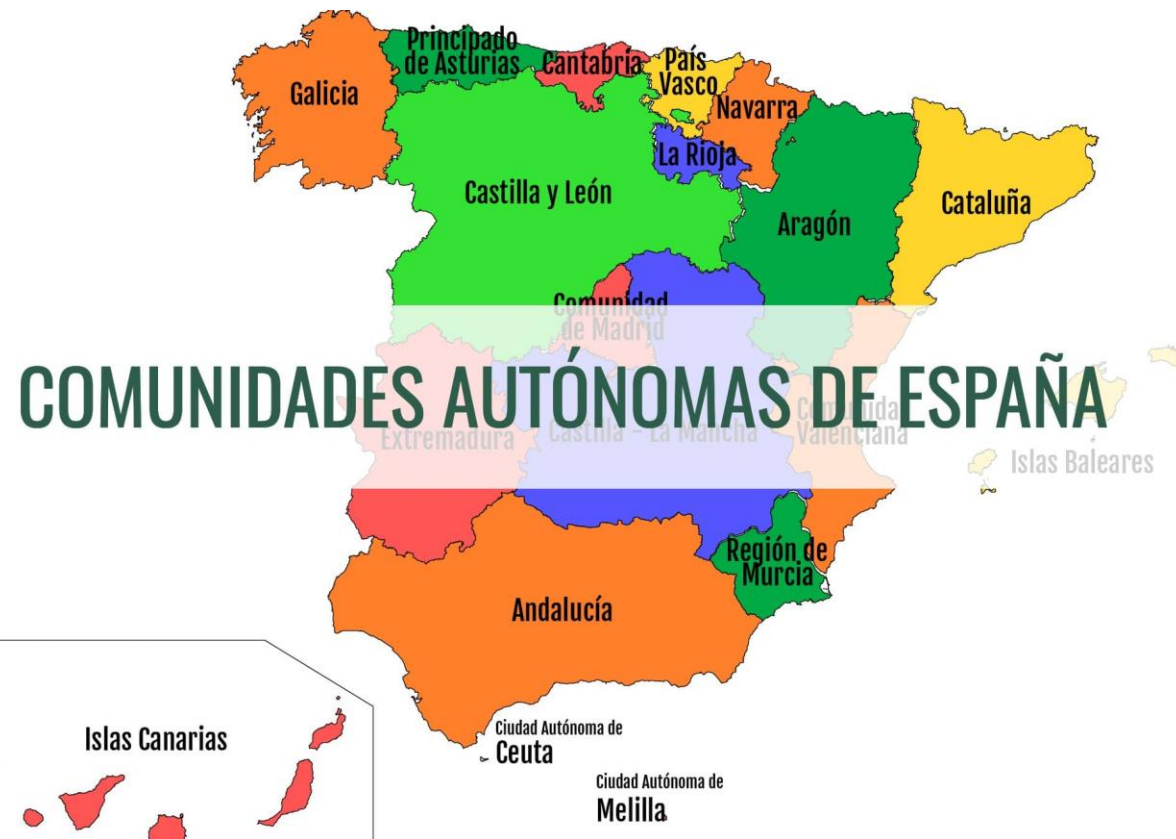 Principado
de Asturias
Cantabria
País
Vasco
Galicia
Navarra
La Rioja
Castilla y León
Cataluña
Aragón
Comunidad
de Madrid
COMUNIDADES AUTÓNOMAS DE ESPAÑA
Extremadura
Castilla - La Mancha
Comunida
Valenciana
Islas Baleares
Región de
Murcia
Andalucía
Islas Canarias
Ciudad Autónoma de
Ceuta
Ciudad Autónoma de
Melilla